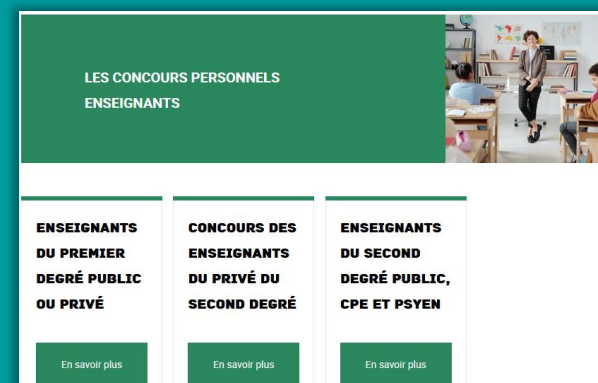 LES CONCOURS PERSONNELS
ENSEIGNANTS
ENSEIGNANTS
DU PREMIER
DEGRÉ PUBLIC
OU PRIVÉ
En savoir plus
CONCOURS DES
ENSEIGNANTS
DU PRIVÉ DU
SECOND DEGRÉ
En savoir plus
ENSEIGNANTS
DU SECOND
DEGRÉ PUBLIC,
CPE ET PSYEN
En savoir plus